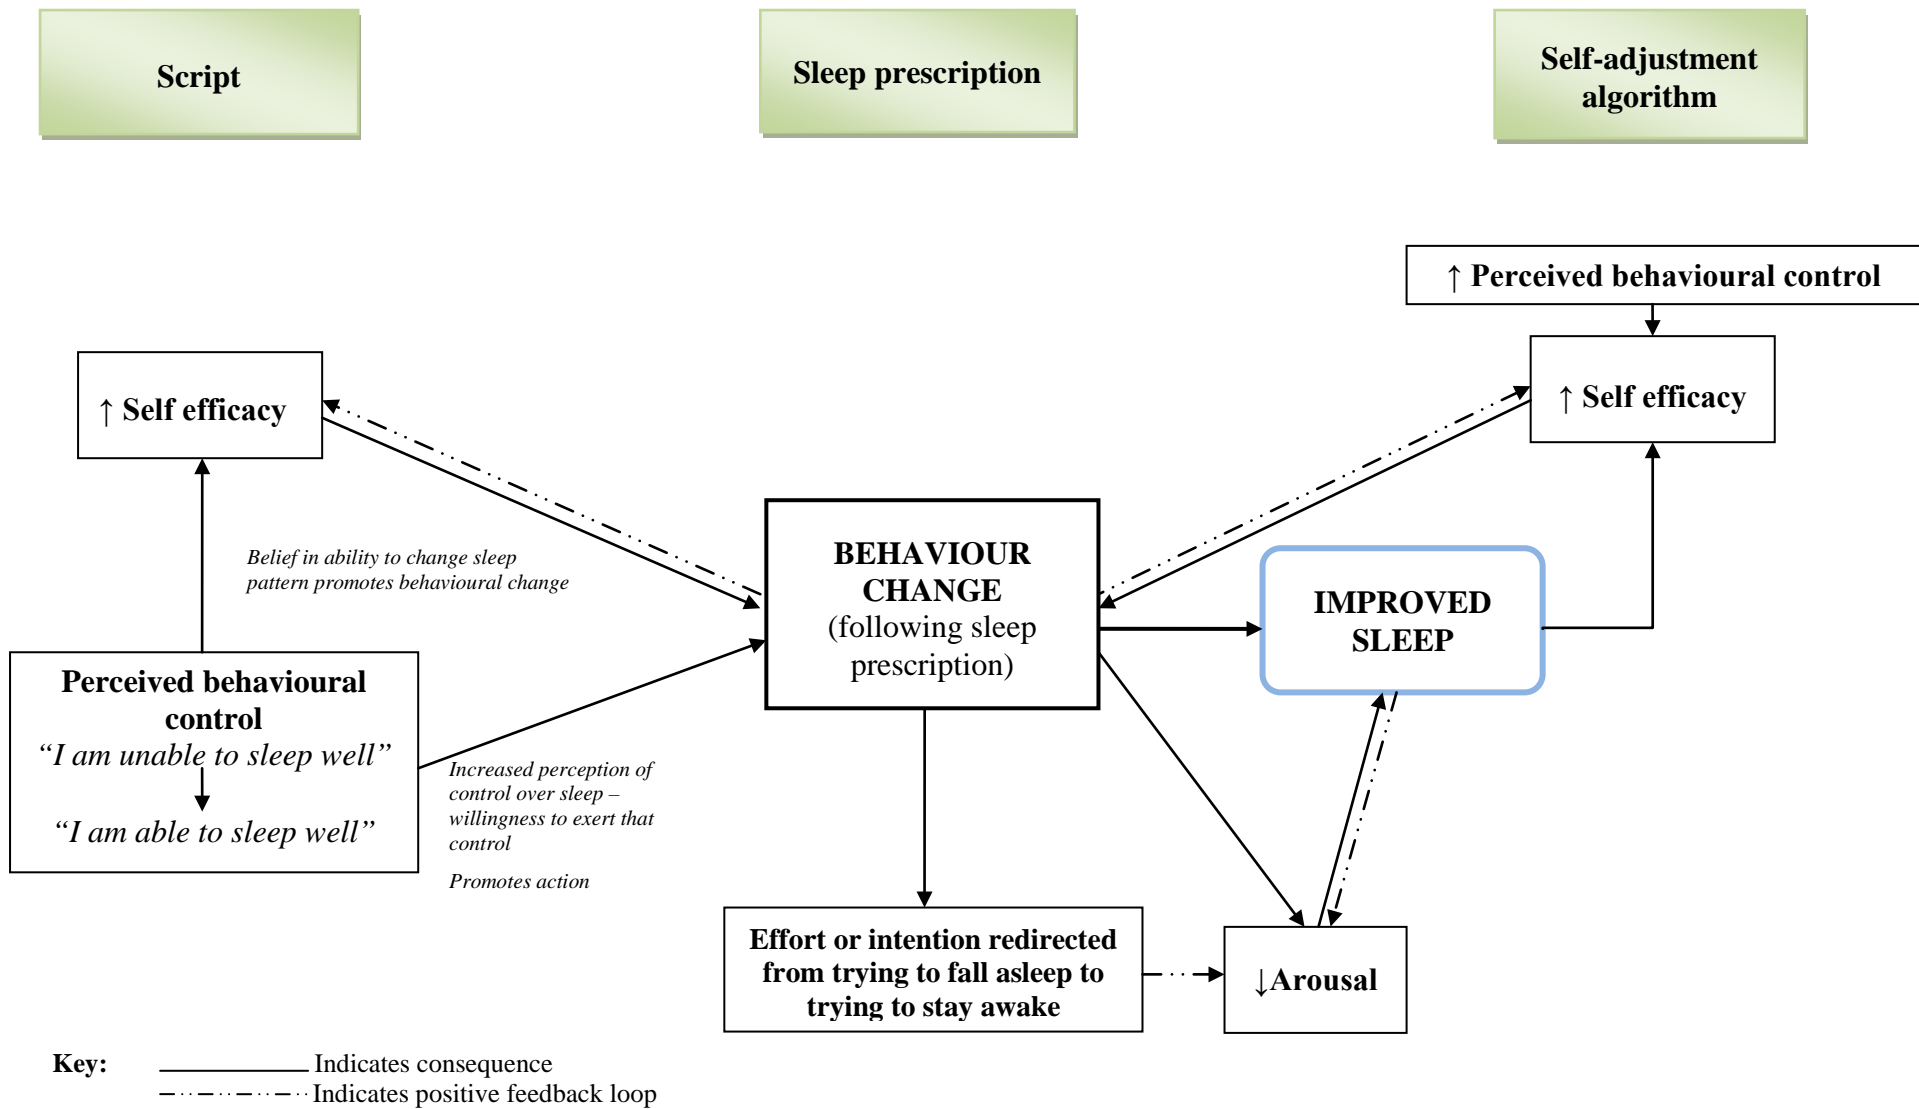 Script
Sleep prescription
Self-adjustment
algorithm
↑ Perceived behavioural control
↑ Self efficacy
↑ Self efficacy
Belief in ability to change sleep
pattern promotes behavioural change
BEHAVIOUR
CHANGE
(following sleep
prescription)
IMPROVED
SLEEP
Perceived behavioural
control
“I am unable to sleep well”
“I am able to sleep well”
Increased perception of
control over sleep –
willingness to exert that
control
Promotes action
Effort or intention redirected
from trying to fall asleep to
trying to stay awake
↓Arousal
Key:
Indicates consequence
Indicates positive feedback loop